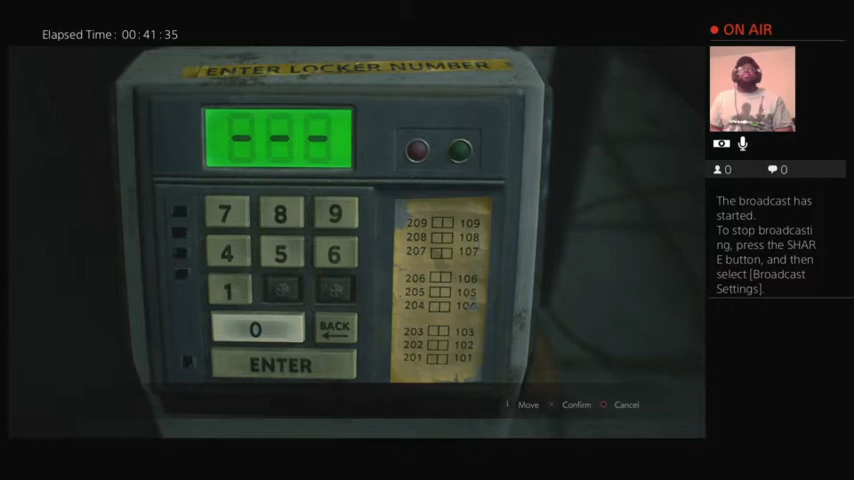 Elapsed Time : 00:41:35
ON AIR
ENTER LOCKER NUMBER
---
7 8 9
4 5 6
1
0 BACK
ENTER
209 109
208 108
207 107
206 106
205 105
204 104
203 103
202 102
201 101
0 0
The broadcast has
started.
To stop broadcasti
ng, press the SHAR
E button, and then
select [Broadcast
Settings].
L Move Confirm Cancel